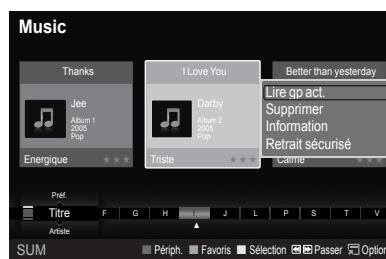 Music
Thanks
I Love You
Better than yesterday
Jee
Album 1
2005
Pop
Darby
Album 2
2005
Pop
Lire gp act.
Supprimer
Information
Retrait sécurisé
Energique
Triste
Calme
Préf.
Titre F G H I J L P S T V
Artiste
SUM
Périph. Favoris Sélection Passer Option